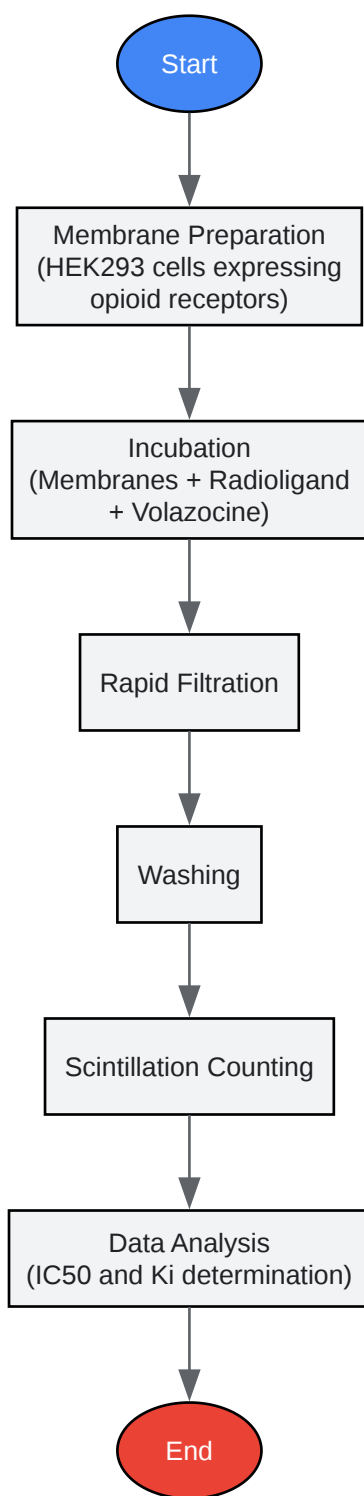 Start
Membrane Preparation
(HEK293 cells expressing
opioid receptors)
Incubation
(Membranes + Radioligand
+ Volazocine)
Rapid Filtration
Washing
Scintillation Counting
Data Analysis
(IC50 and Ki determination)
End